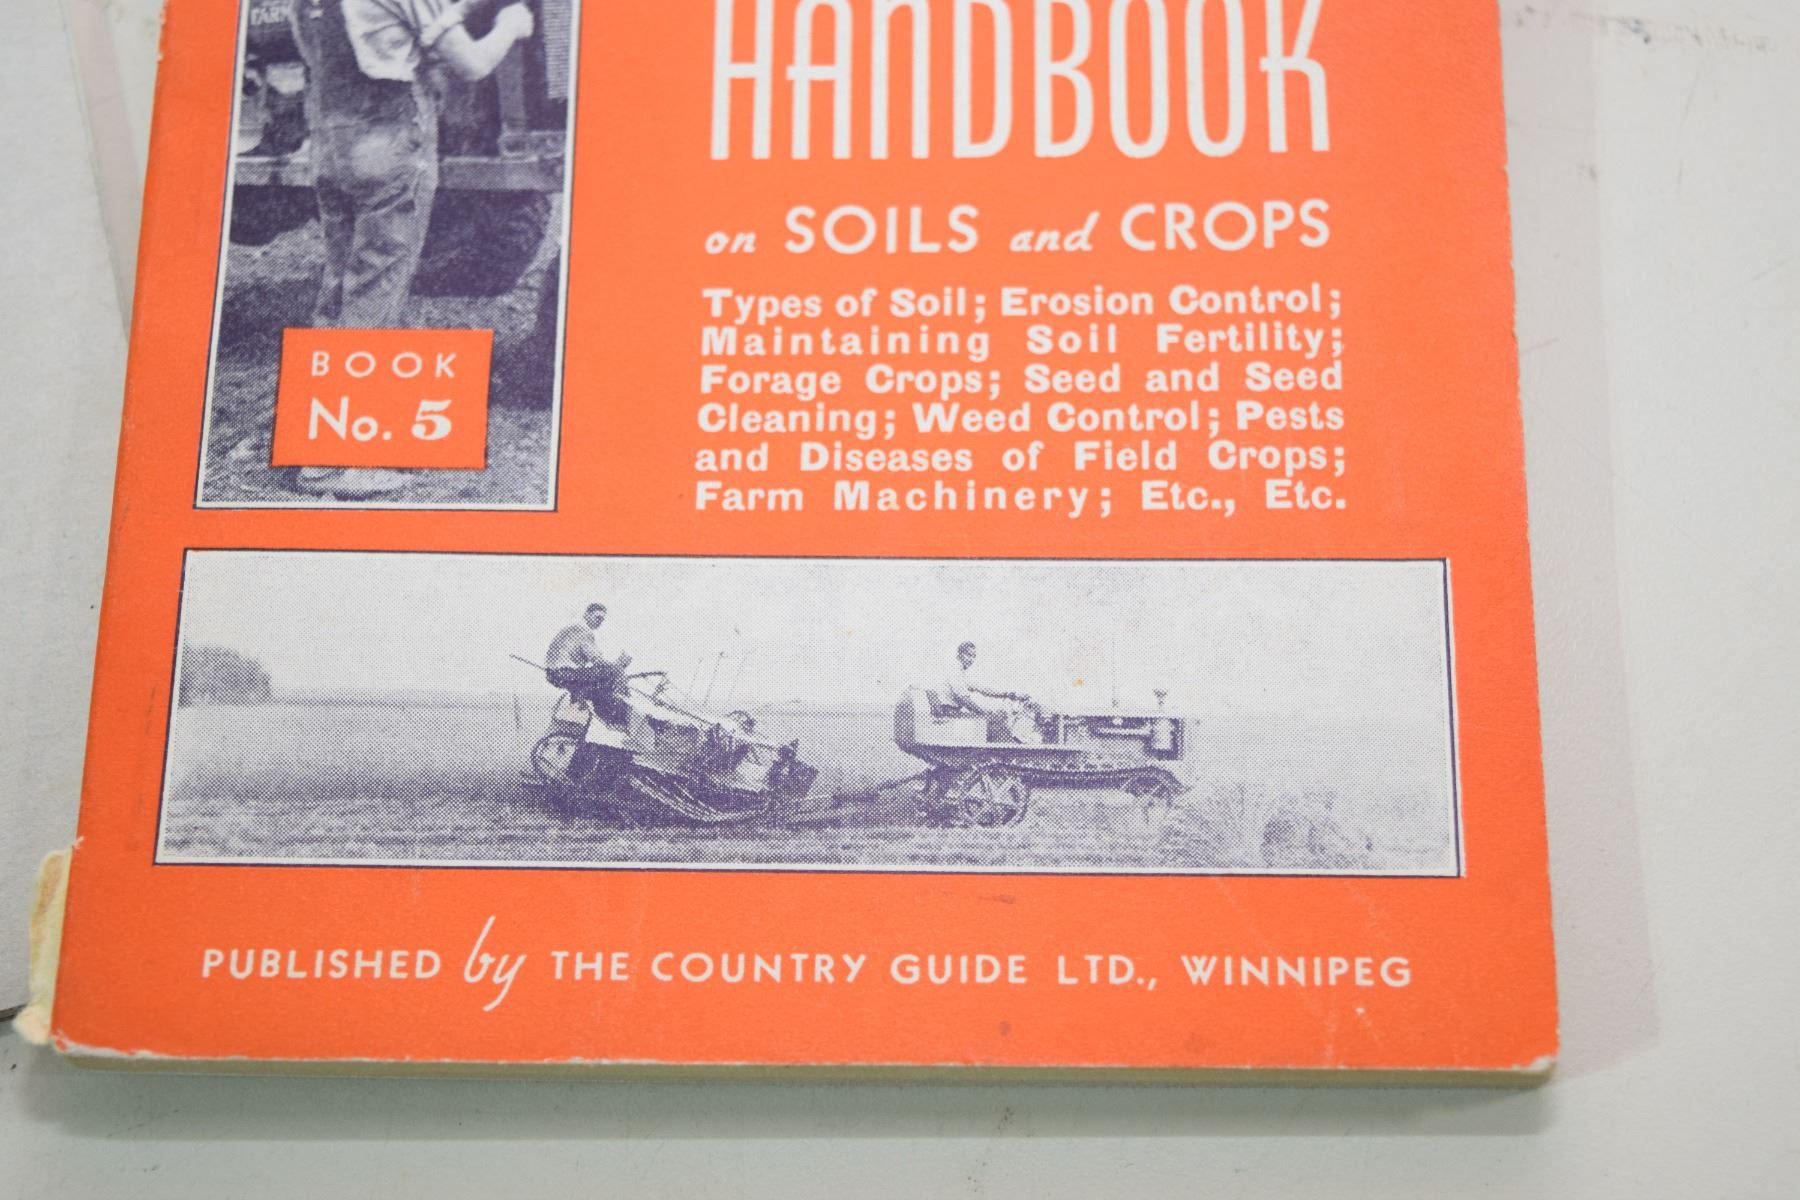 FARM
HANDBOOK
on SOILS and CROPS
Types of Soil; Erosion Control;
Maintaining Soil Fertility;
Forage Crops; Seed and Seed
Cleaning; Weed Control; Pests
and Diseases of Field Crops;
Farm Machinery; Etc., Etc.
BOOK
No. 5
PUBLISHED by THE COUNTRY GUIDE LTD., WINNIPEG